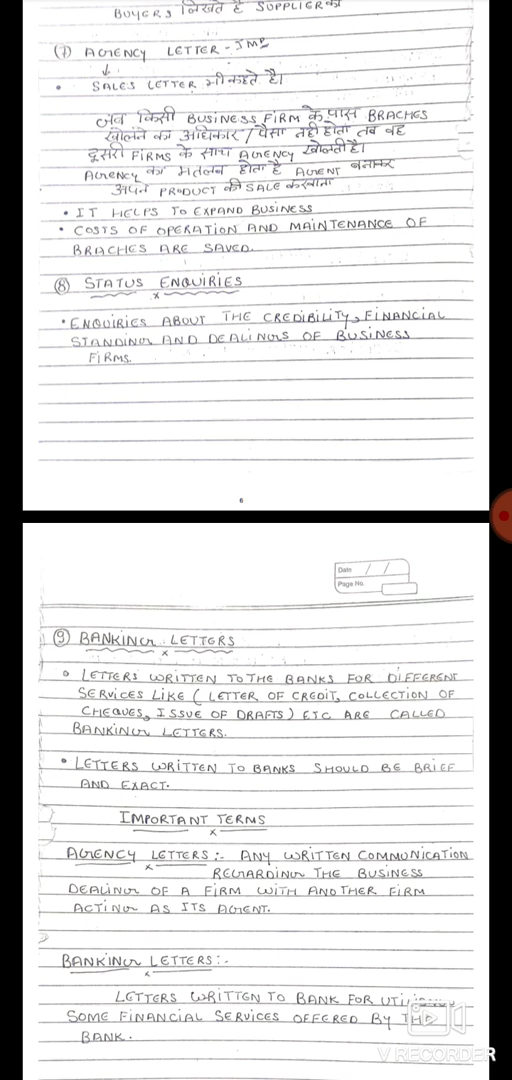 BUYERS लिखते है SUPPLIER को
(7) AGENCY LETTER - IMP
↓
• SALES LETTER भी कहते है।
जब किसी BUSINESS FIRM के पास BRACHES
खोलने का अधिकार / पैसा नही होता तब वह
दूसरी FIRMS के साथ AGENCY खोलती है।
AGENCY का मतलब होता है AGENT बनाकर
अपने PRODUCT की SALE करवाना
• IT HELPS TO EXPAND BUSINESS
• COSTS OF OPERATION AND MAINTENANCE OF
BRACHES ARE SAVED.
(8) STATUS ENQUIRIES
• ENQUIRIES ABOUT THE CREDIBILITY, FINANCIAL
STANDING AND DEALINGS OF BUSINESS
FIRMS.
6
Date / /
Page No.
(9) BANKING LETTERS
• LETTERS WRITTEN TO THE BANKS FOR DIFFERENT
SERVICES LIKE ( LETTER OF CREDIT, COLLECTION OF
CHEQUES, ISSUE OF DRAFTS ) ETC ARE CALLED
BANKING LETTERS.
• LETTERS WRITTEN TO BANKS SHOULD BE BRIEF
AND EXACT.
IMPORTANT TERMS
AGENCY LETTERS :- ANY WRITTEN COMMUNICATION
REGARDING THE BUSINESS
DEALING OF A FIRM WITH ANOTHER FIRM
ACTING AS ITS AGENT.
BANKING LETTERS :-
LETTERS WRITTEN TO BANK FOR
SOME FINANCIAL SERVICES OFFERED BY THE
BANK.
V RECORDER